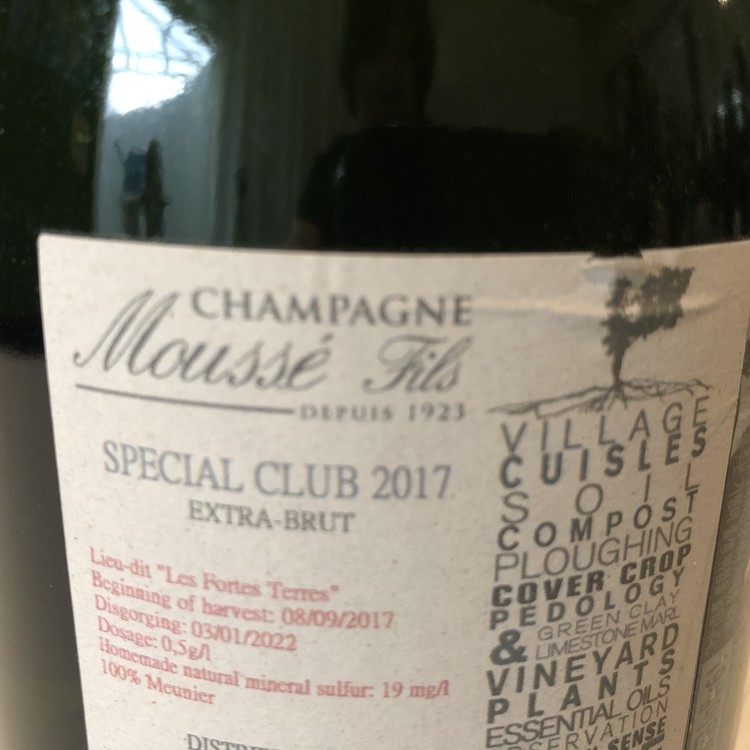 CHAMPAGNE
Moussé Fils
DEPUIS 1923
SPECIAL CLUB 2017
EXTRA-BRUT
Lieu-dit "Les Fortes Terres"
Beginning of harvest: 08/09/2017
Disgorging: 03/01/2022
Dosage: 0,5g/l
Homemade natural mineral sulfur: 19 mg/l
100% Meunier
VILLAGE
CUISLES
SOIL
COMPOST
PLOUGHING
COVER CROP
PEDOLOGY
& GREEN CLAY
LIMESTONE MARL
VINEYARD
PLANTS
ESSENTIAL OILS
SENSE